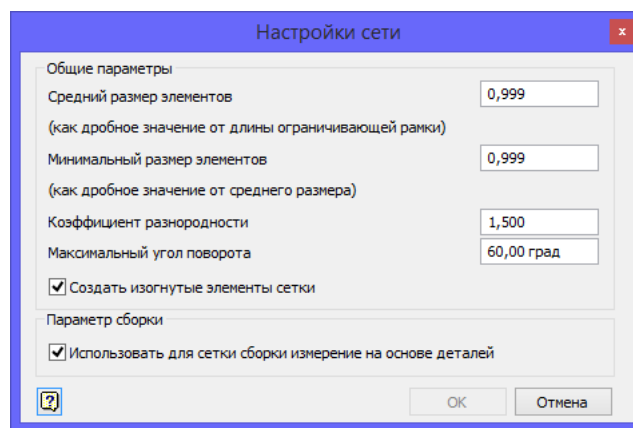 Настройки сети
x
Общие параметры
Средний размер элементов 0,999
(как дробное значение от длины ограничивающей рамки)
Минимальный размер элементов 0,999
(как дробное значение от среднего размера)
Коэффициент разнородности 1,500
Максимальный угол поворота 60,00 град
Создать изогнутые элементы сетки
Параметр сборки
Использовать для сетки сборки измерение на основе деталей
? ОК Отмена